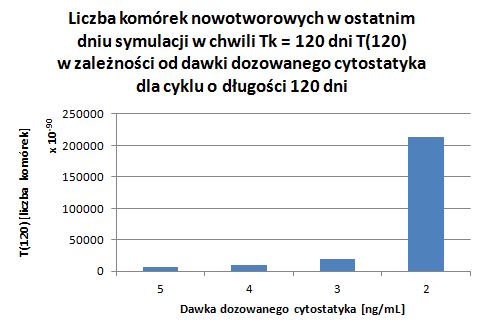 Liczba komórek nowotworowych w ostatnim
dniu symulacji w chwili Tk = 120 dni T(120)
w zależności od dawki dozowanego cytostatyka
dla cyklu o długości 120 dni
T(120)[liczba komórek]
x 10⁻⁹⁰
250000
200000
150000
100000
50000
0
5 4 3 2
Dawka dozowanego cytostatyka [ng/mL]